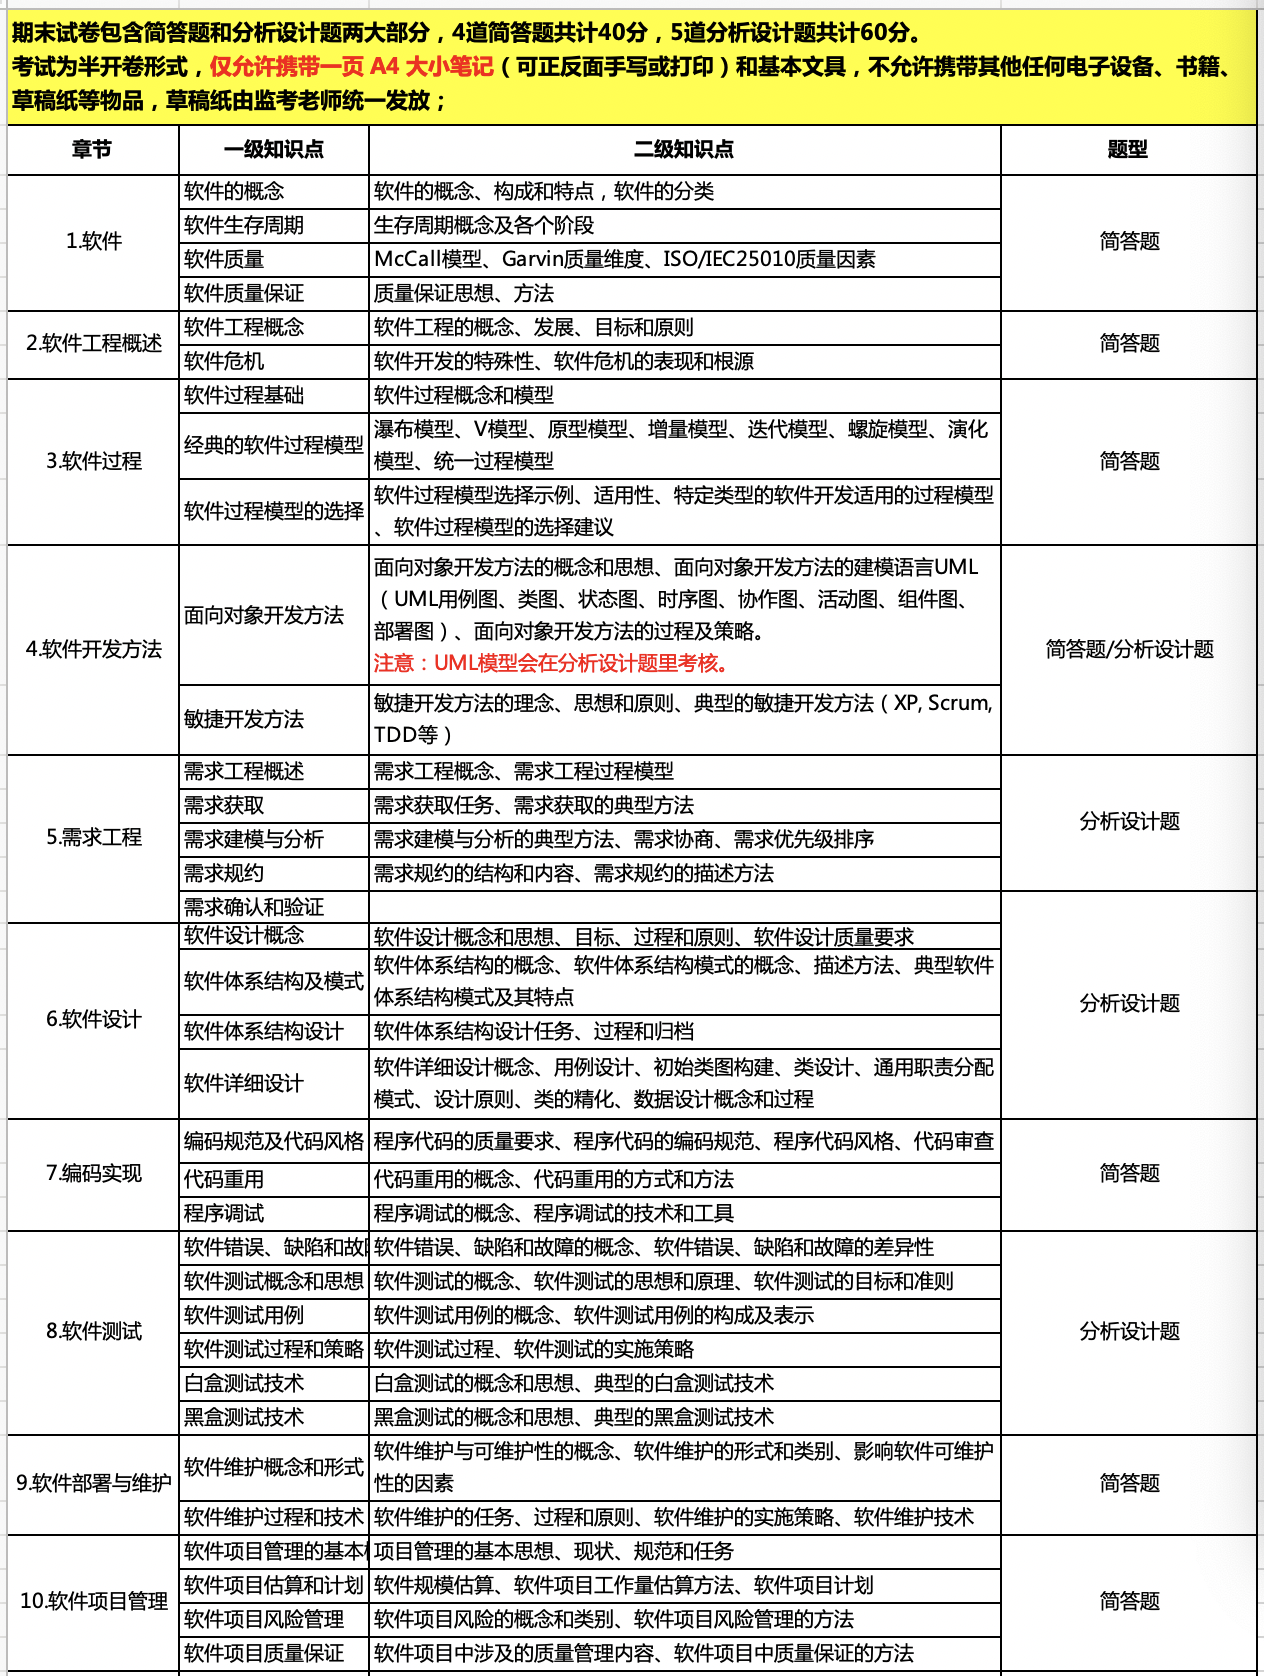 期末试卷包含简答题和分析设计题两大部分，4道简答题共计40分，5道分析设计题共计60分。
考试为半开卷形式，仅允许携带一页 A4 大小笔记（可正反面手写或打印）和基本文具，不允许携带其他任何电子设备、书籍、
草稿纸等物品，草稿纸由监考老师统一发放；
章节 一级知识点 二级知识点 题型
1.软件 简答题
软件的概念 软件的概念、构成和特点，软件的分类
软件生存周期 生存周期概念及各个阶段
软件质量 McCall模型、Garvin质量维度、ISO/IEC25010质量因素
软件质量保证 质量保证思想、方法
2.软件工程概述 简答题
软件工程概念 软件工程的概念、发展、目标和原则
软件危机 软件开发的特殊性、软件危机的表现和根源
3.软件过程 简答题
软件过程基础 软件过程概念和模型
经典的软件过程模型 瀑布模型、V模型、原型模型、增量模型、迭代模型、螺旋模型、演化
模型、统一过程模型
软件过程模型的选择 软件过程模型选择示例、适用性、特定类型的软件开发适用的过程模型
、软件过程模型的选择建议
4.软件开发方法 简答题/分析设计题
面向对象开发方法 面向对象开发方法的概念和思想、面向对象开发方法的建模语言UML
（UML用例图、类图、状态图、时序图、协作图、活动图、组件图、
部署图）、面向对象开发方法的过程及策略。
注意：UML模型会在分析设计题里考核。
敏捷开发方法 敏捷开发方法的理念、思想和原则、典型的敏捷开发方法（XP, Scrum,
TDD等）
5.需求工程 分析设计题
需求工程概述 需求工程概念、需求工程过程模型
需求获取 需求获取任务、需求获取的典型方法
需求建模与分析 需求建模与分析的典型方法、需求协商、需求优先级排序
需求规约 需求规约的结构和内容、需求规约的描述方法
需求确认和验证
6.软件设计 分析设计题
软件设计概念 软件设计概念和思想、目标、过程和原则、软件设计质量要求
软件体系结构及模式 软件体系结构的概念、软件体系结构模式的概念、描述方法、典型软件
体系结构模式及其特点
软件体系结构设计 软件体系结构设计任务、过程和归档
软件详细设计 软件详细设计概念、用例设计、初始类图构建、类设计、通用职责分配
模式、设计原则、类的精化、数据设计概念和过程
7.编码实现 简答题
编码规范及代码风格 程序代码的质量要求、程序代码的编码规范、程序代码风格、代码审查
代码重用 代码重用的概念、代码重用的方式和方法
程序调试 程序调试的概念、程序调试的技术和工具
8.软件测试 分析设计题
软件错误、缺陷和故 软件错误、缺陷和故障的概念、软件错误、缺陷和故障的差异性
软件测试概念和思想 软件测试的概念、软件测试的思想和原理、软件测试的目标和准则
软件测试用例 软件测试用例的概念、软件测试用例的构成及表示
软件测试过程和策略 软件测试过程、软件测试的实施策略
白盒测试技术 白盒测试的概念和思想、典型的白盒测试技术
黑盒测试技术 黑盒测试的概念和思想、典型的黑盒测试技术
9.软件部署与维护 简答题
软件维护概念和形式 软件维护与可维护性的概念、软件维护的形式和类别、影响软件可维护
性的因素
软件维护过程和技术 软件维护的任务、过程和原则、软件维护的实施策略、软件维护技术
10.软件项目管理 简答题
软件项目管理的基本 项目管理的基本思想、现状、规范和任务
软件项目估算和计划 软件规模估算、软件项目工作量估算方法、软件项目计划
软件项目风险管理 软件项目风险的概念和类别、软件项目风险管理的方法
软件项目质量保证 软件项目中涉及的质量管理内容、软件项目中质量保证的方法